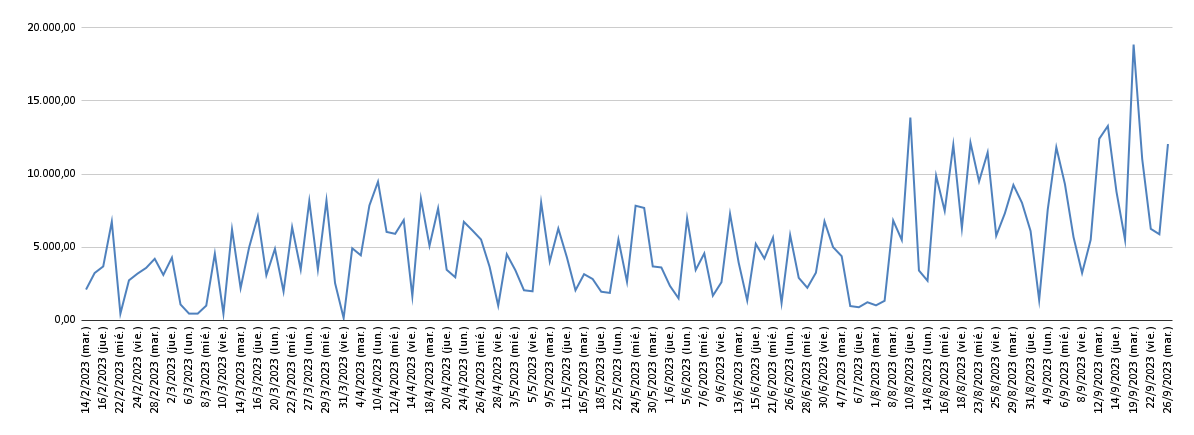 20.000,00
15.000,00
10.000,00
5.000,00
0,00
14/2/2023 (mar.)
16/2/2023 (jue.)
22/2/2023 (mié.)
24/2/2023 (vie.)
28/2/2023 (mar.)
2/3/2023 (jue.)
6/3/2023 (lun.)
8/3/2023 (mié.)
10/3/2023 (vie.)
14/3/2023 (mar.)
16/3/2023 (jue.)
20/3/2023 (lun.)
22/3/2023 (mié.)
27/3/2023 (lun.)
29/3/2023 (mié.)
31/3/2023 (vie.)
4/4/2023 (mar.)
10/4/2023 (lun.)
12/4/2023 (mié.)
14/4/2023 (vie.)
18/4/2023 (mar.)
20/4/2023 (jue.)
24/4/2023 (lun.)
26/4/2023 (mié.)
28/4/2023 (vie.)
3/5/2023 (mié.)
5/5/2023 (vie.)
9/5/2023 (mar.)
11/5/2023 (jue.)
16/5/2023 (mar.)
18/5/2023 (jue.)
22/5/2023 (lun.)
24/5/2023 (mié.)
30/5/2023 (mar.)
1/6/2023 (jue.)
5/6/2023 (lun.)
7/6/2023 (mié.)
9/6/2023 (vie.)
13/6/2023 (mar.)
15/6/2023 (jue.)
21/6/2023 (mié.)
26/6/2023 (lun.)
28/6/2023 (mié.)
30/6/2023 (vie.)
4/7/2023 (mar.)
27/7/2023 (jue.)
1/8/2023 (mar.)
8/8/2023 (mar.)
10/8/2023 (jue.)
14/8/2023 (lun.)
16/8/2023 (mié.)
18/8/2023 (vie.)
23/8/2023 (mié.)
25/8/2023 (vie.)
29/8/2023 (mar.)
31/8/2023 (jue.)
4/9/2023 (lun.)
6/9/2023 (mié.)
8/9/2023 (vie.)
12/9/2023 (mar.)
14/9/2023 (jue.)
19/9/2023 (mar.)
22/9/2023 (vie.)
26/9/2023 (mar.)